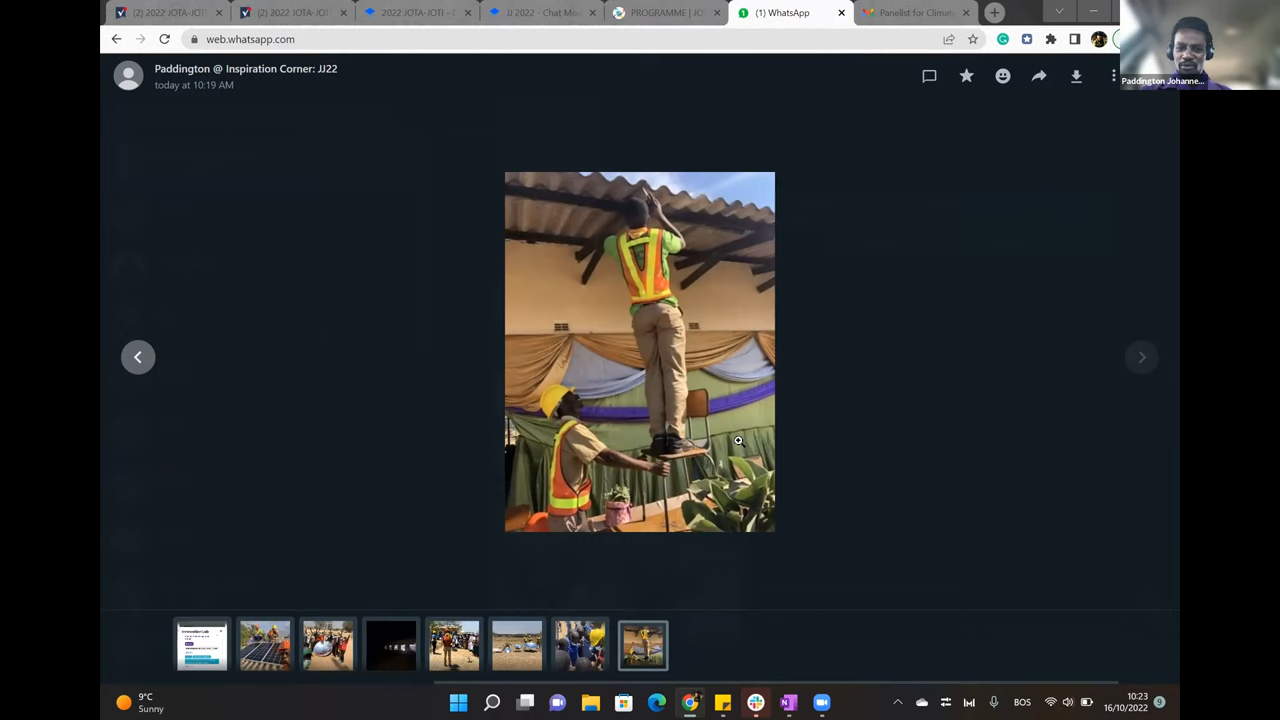 (2) 2022 JOTA-JOTI
(2) 2022 JOTA-JOTI
2022 JOTA-JOTI -
JJ 2022 - Chat Mo
PROGRAMME | JO
(1) WhatsApp
Panelist for Clima
web.whatsapp.com
Paddington @ Inspiration Corner: JJ22
today at 10:19 AM
Paddington Johanne...
9°C
Sunny
BOS
10:23
16/10/2022
9